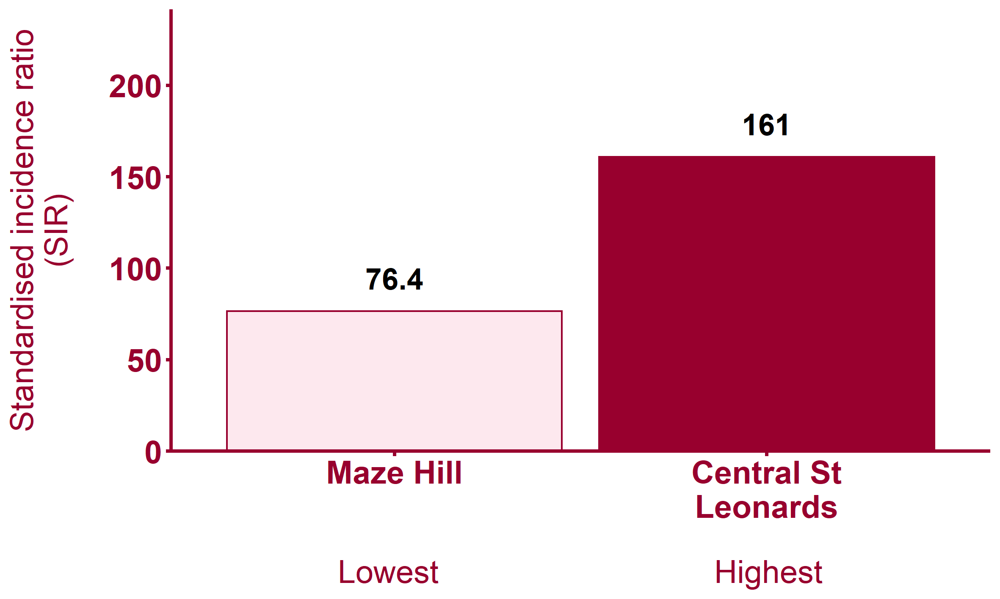 Standardised incidence ratio
(SIR)
200
150
100
50
0
76.4
161
Maze Hill
Central St
Leonards
Lowest
Highest